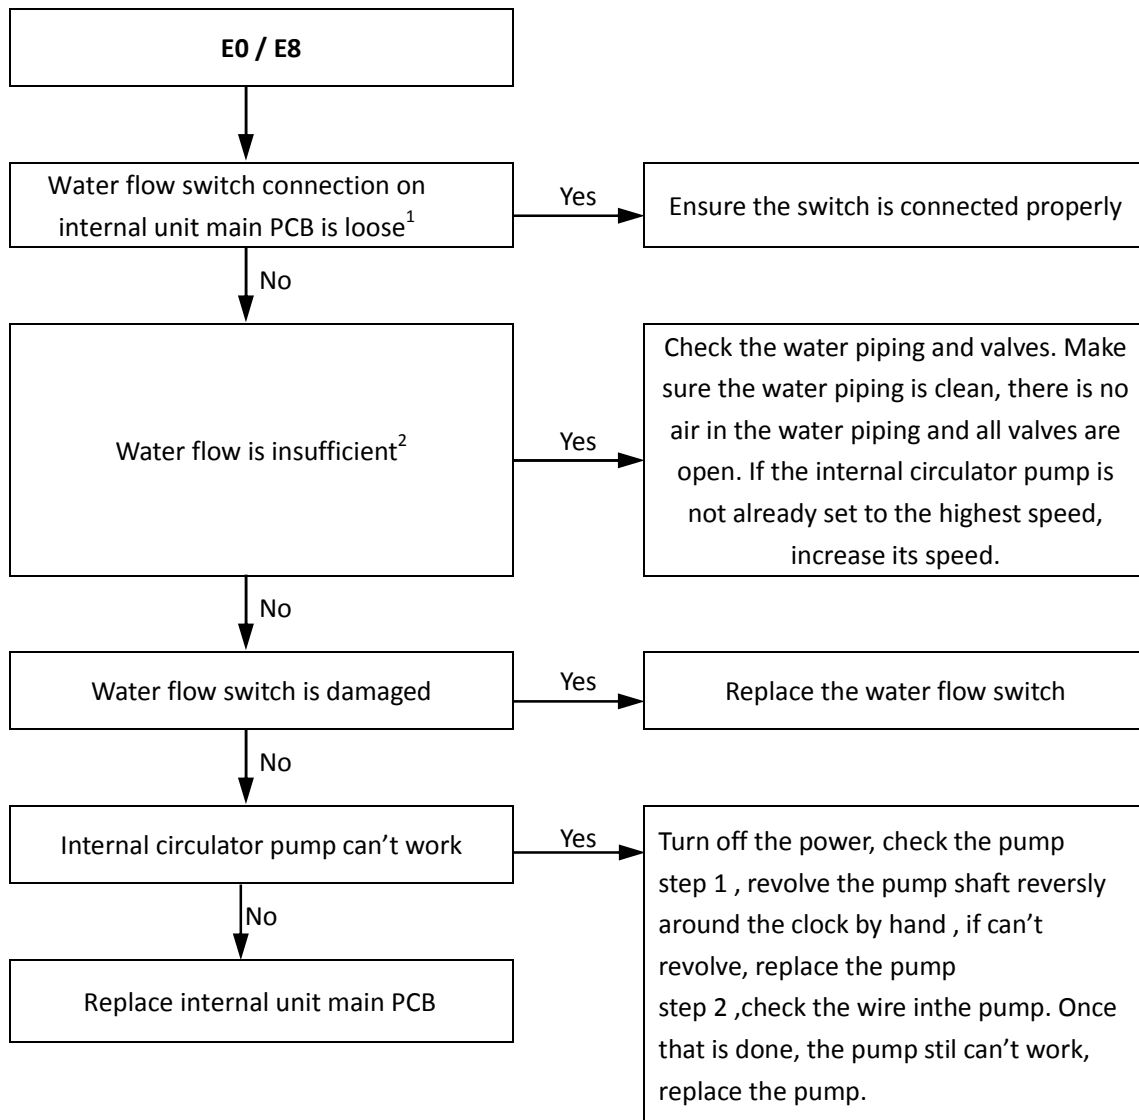 E0 / E8
Water flow switch connection on
internal unit main PCB is loose1
Yes
Ensure the switch is connected properly
No
Water flow is insufficient2
Yes
Check the water piping and valves. Make
sure the water piping is clean, there is no
air in the water piping and all valves are
open. If the internal circulator pump is
not already set to the highest speed,
increase its speed.
No
Water flow switch is damaged
Yes
Replace the water flow switch
No
Internal circulator pump can’t work
Yes
Turn off the power, check the pump
step 1 , revolve the pump shaft reversly
around the clock by hand , if can’t
revolve, replace the pump
step 2 ,check the wire inthe pump. Once
that is done, the pump stil can’t work,
replace the pump.
No
Replace internal unit main PCB